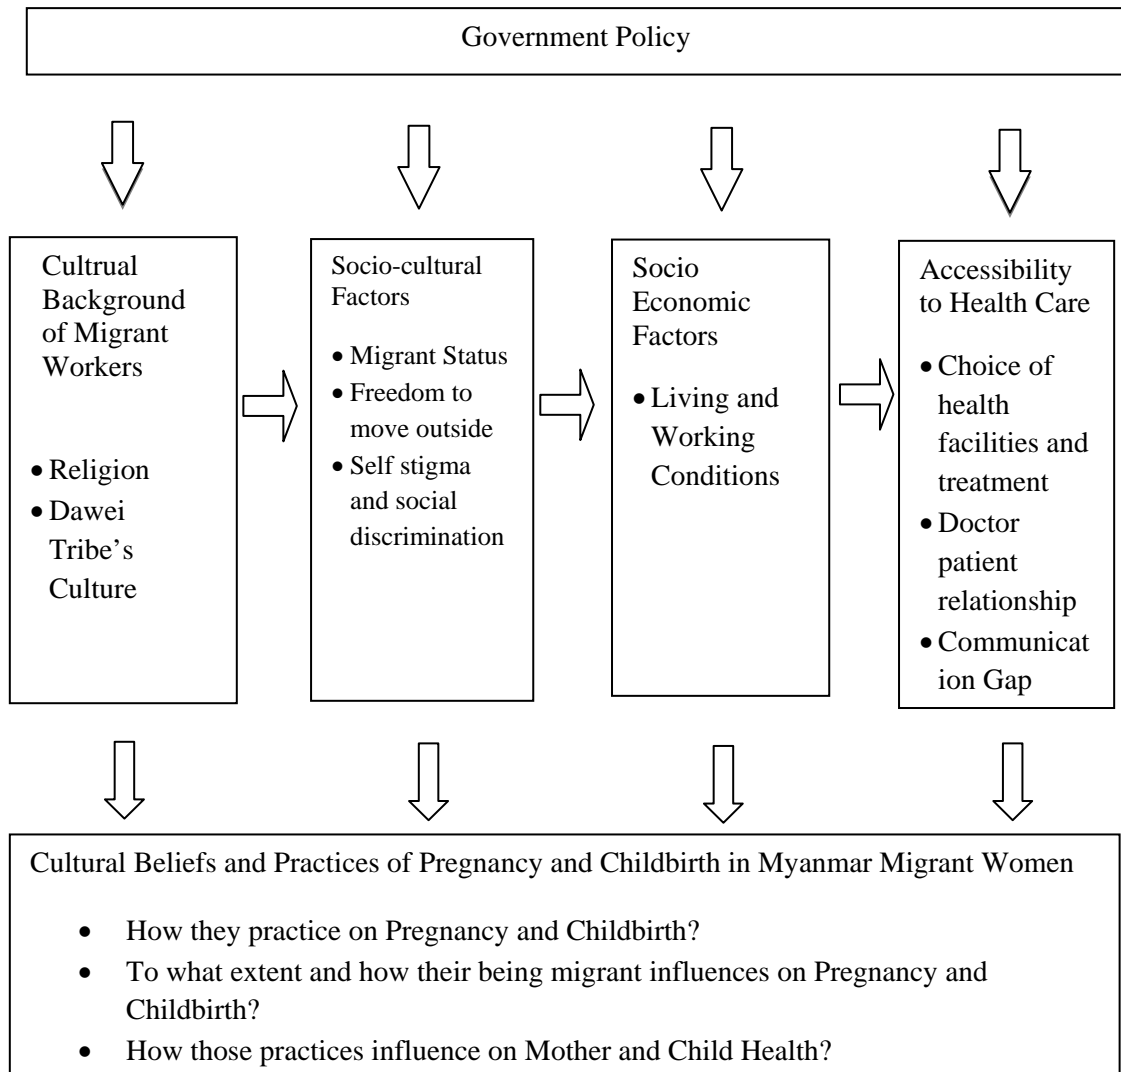 Government Policy
Cultrual
Background
of Migrant
Workers
• Religion
• Dawei
Tribe’s
Culture
Socio-cultural
Factors
• Migrant Status
• Freedom to
move outside
• Self stigma
and social
discrimination
Socio
Economic
Factors
• Living and
Working
Conditions
Accessibility
to Health Care
• Choice of
health
facilities and
treatment
• Doctor
patient
relationship
• Communicat
ion Gap
Cultural Beliefs and Practices of Pregnancy and Childbirth in Myanmar Migrant Women
• How they practice on Pregnancy and Childbirth?
• To what extent and how their being migrant influences on Pregnancy and
Childbirth?
• How those practices influence on Mother and Child Health?